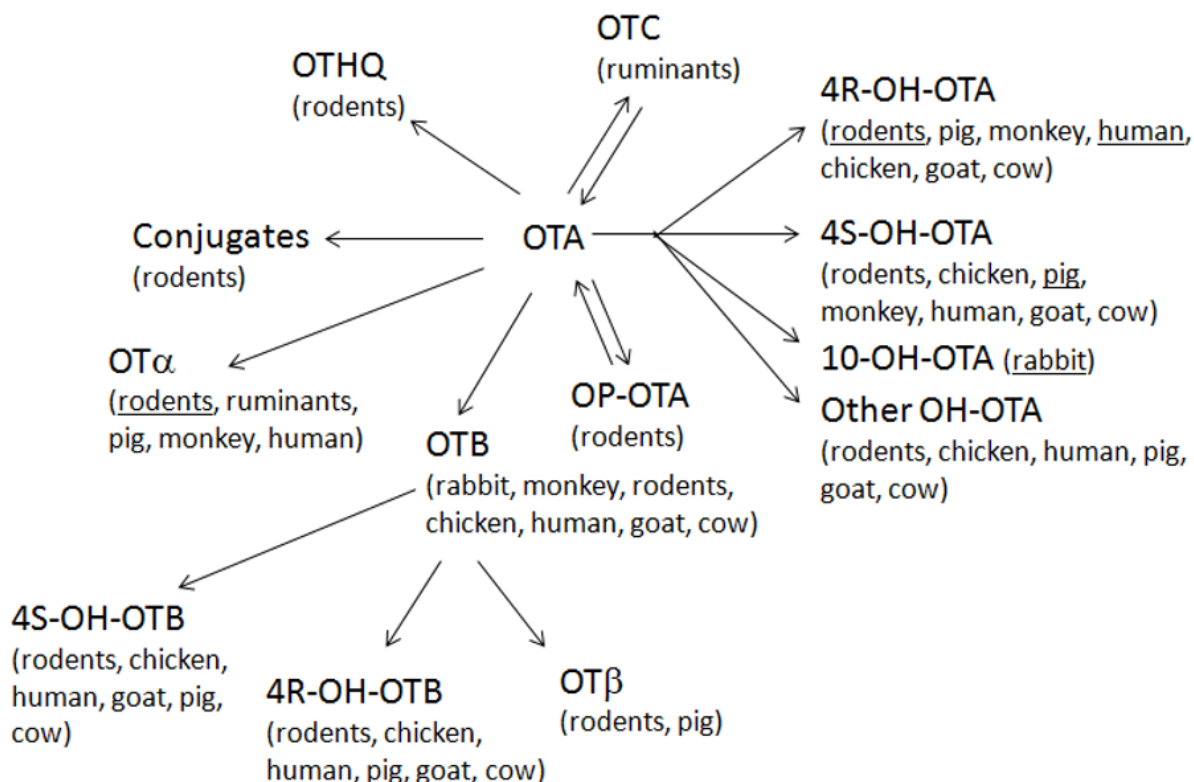 OTC
(ruminants)
OTHQ
(rodents)
4R-OH-OTA
(rodents, pig, monkey, human,
chicken, goat, cow)
Conjugates
(rodents)
OTA
4S-OH-OTA
(rodents, chicken, pig,
monkey, human, goat, cow)
10-OH-OTA (rabbit)
OTα
(rodents, ruminants,
pig, monkey, human)
OP-OTA
(rodents)
Other OH-OTA
(rodents, chicken, human, pig,
goat, cow)
OTB
(rabbit, monkey, rodents,
chicken, human, goat, cow)
4S-OH-OTB
(rodents, chicken,
human, goat, pig,
cow)
4R-OH-OTB
(rodents, chicken,
human, pig, goat, cow)
OTβ
(rodents, pig)